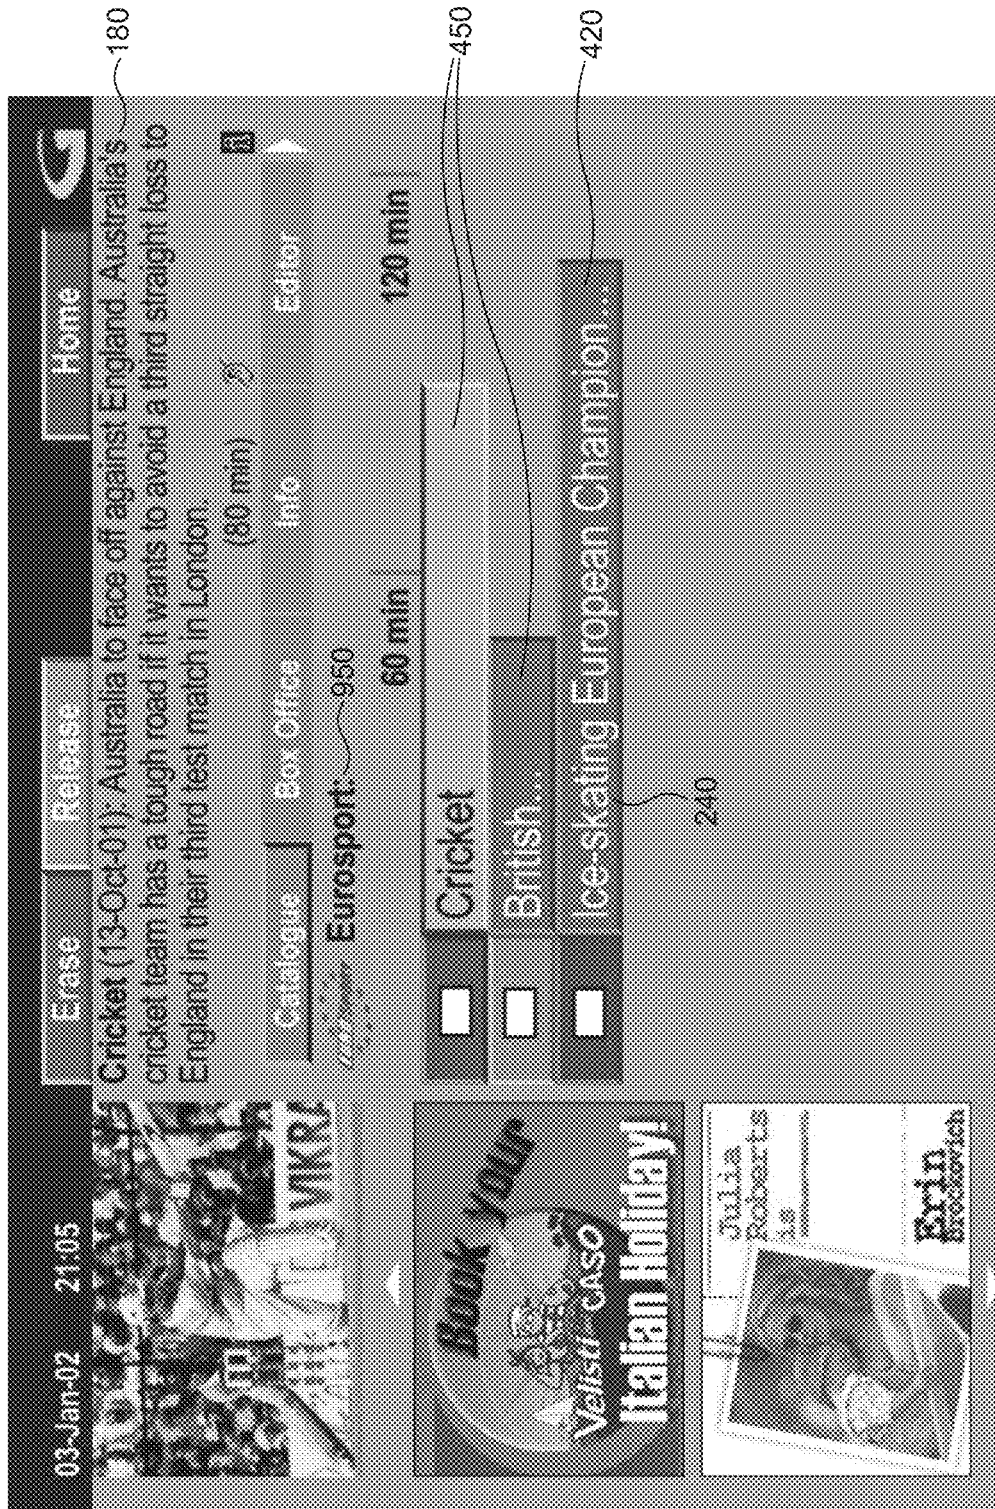 03-Jan-02 21:05 Erase Release Home
Cricket (13-Oct-01): Australia to face off against England. Australia's
cricket team has a tough road if it wants to avoid a third straight loss to
England in their third test match in London.
(80 min)
Catalogue Box Office Info Editor
Eurosport:
60 min 120 min
Cricket
British...
Ice-skating European Champion...
VIKRA
Book your
CASO
Italian Holiday!
Julia
Roberts
is
Erin
Brockovich
180
450
420
950
240